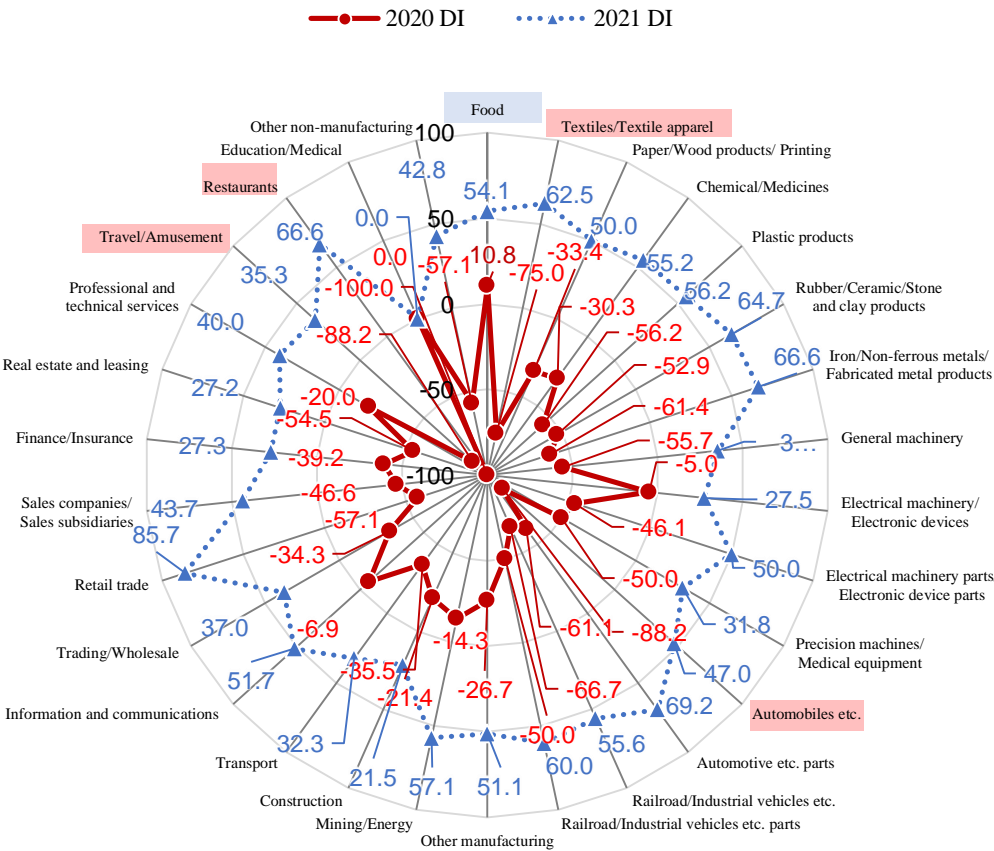 2020 DI
2021 DI
Food
Textiles/Textile apparel
Other non-manufacturing
100
Paper/Wood products/ Printing
Education/Medical
42.8
Restaurants
54.1
62.5
Chemical/Medicines
0.0
50
50.0
Travel/Amusement
66.6
-33.4
Plastic products
0.0
-57.1
10.8
-75.0
55.2
35.3
-100.0
56.2
Professional and
technical services
0
-30.3
64.7
Rubber/Ceramic/Stone
and clay products
40.0
-88.2
-56.2
66.6
Iron/Non-ferrous metals/
Fabricated metal products
Real estate and leasing
27.2
-20.0
-50
-52.9
-54.5
-61.4
Finance/Insurance
27.3
-39.2
-55.7
3...
General machinery
-100
-5.0
Sales companies/
Sales subsidiaries
43.7
-46.6
27.5
Electrical machinery/
Electronic devices
85.7
-57.1
-46.1
-34.3
50.0
Electrical machinery parts
Electronic device parts
Retail trade
-50.0
37.0
-6.9
-61.1
-88.2
31.8
Precision machines/
Medical equipment
Trading/Wholesale
-14.3
51.7
-35.5
47.0
-21.4
-26.7
-66.7
69.2
Information and communications
Automobiles etc.
-50.0
32.3
55.6
Transport
21.5
57.1
51.1
60.0
Automotive etc. parts
Construction
Railroad/Industrial vehicles etc.
Mining/Energy
Railroad/Industrial vehicles etc. parts
Other manufacturing